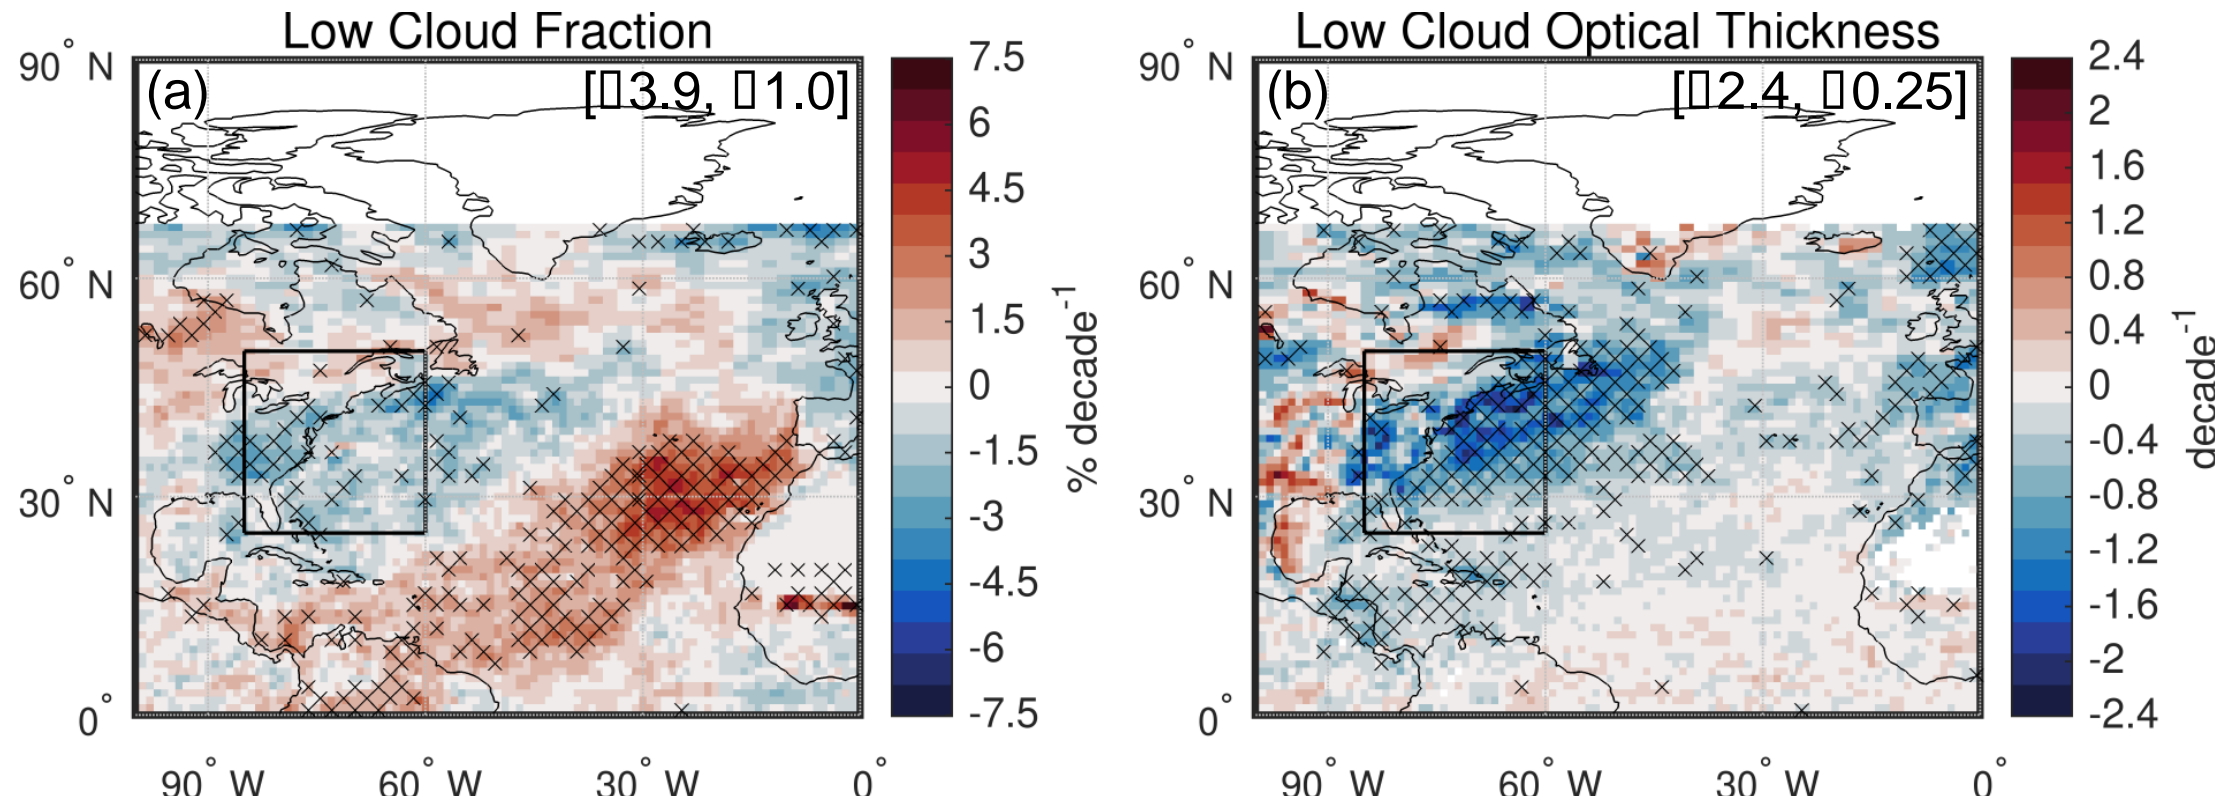 Low Cloud Fraction
(a) [▯3.9, ▯1.0]
90° N
60° N
30° N
0°
90° W 60° W 30° W 0°
7.5
6
4.5
3
1.5
0
-1.5
-3
-4.5
-6
-7.5
% decade-1
Low Cloud Optical Thickness
(b) [▯2.4, ▯0.25]
90° N
60° N
30° N
0°
90° W 60° W 30° W 0°
2.4
2
1.6
1.2
0.8
0.4
0
-0.4
-0.8
-1.2
-1.6
-2
-2.4
decade-1